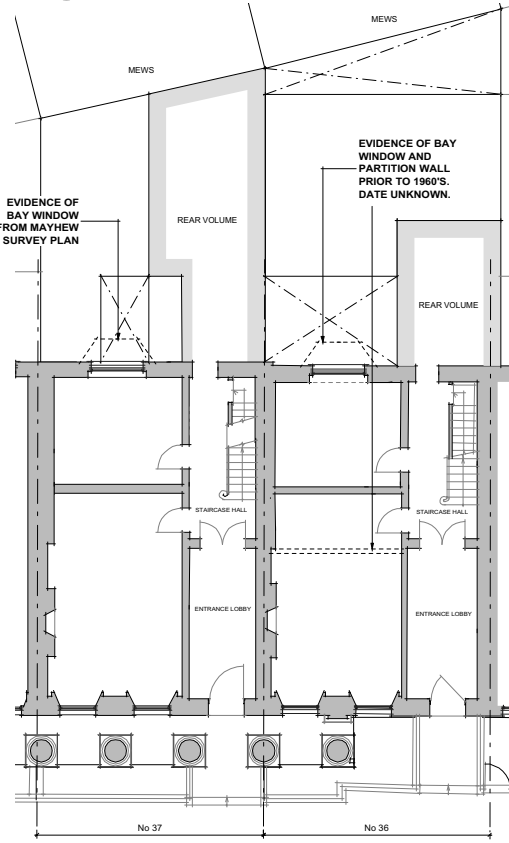 MEWS
MEWS
EVIDENCE OF BAY
WINDOW AND
PARTITION WALL
PRIOR TO 1960'S.
DATE UNKNOWN.
EVIDENCE OF
BAY WINDOW
FROM MAYHEW
SURVEY PLAN
REAR VOLUME
REAR VOLUME
STAIRCASE HALL
STAIRCASE HALL
ENTRANCE LOBBY
ENTRANCE LOBBY
No 37
No 36